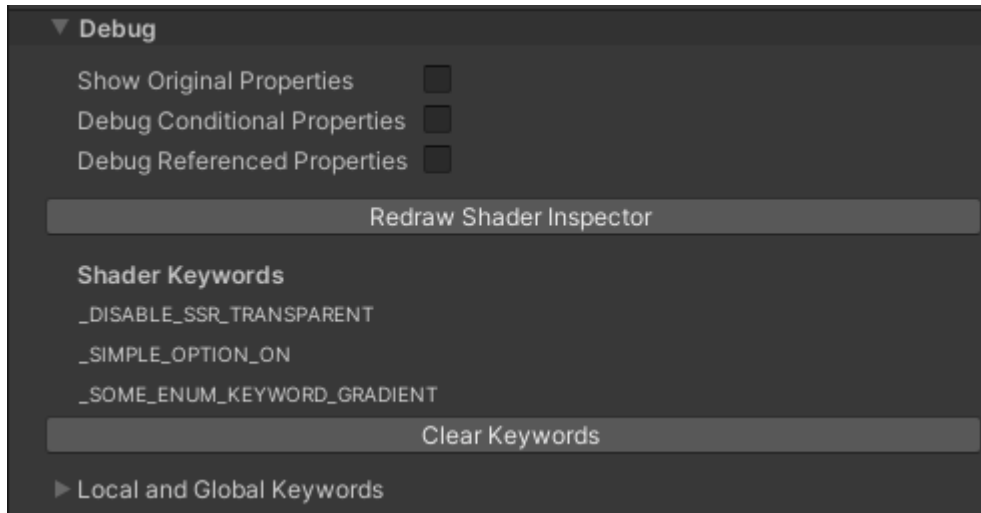 Debug
Show Original Properties
Debug Conditional Properties
Debug Referenced Properties
Redraw Shader Inspector
Shader Keywords
_DISABLE_SSR_TRANSPARENT
_SIMPLE_OPTION_ON
_SOME_ENUM_KEYWORD_GRADIENT
Clear Keywords
Local and Global Keywords